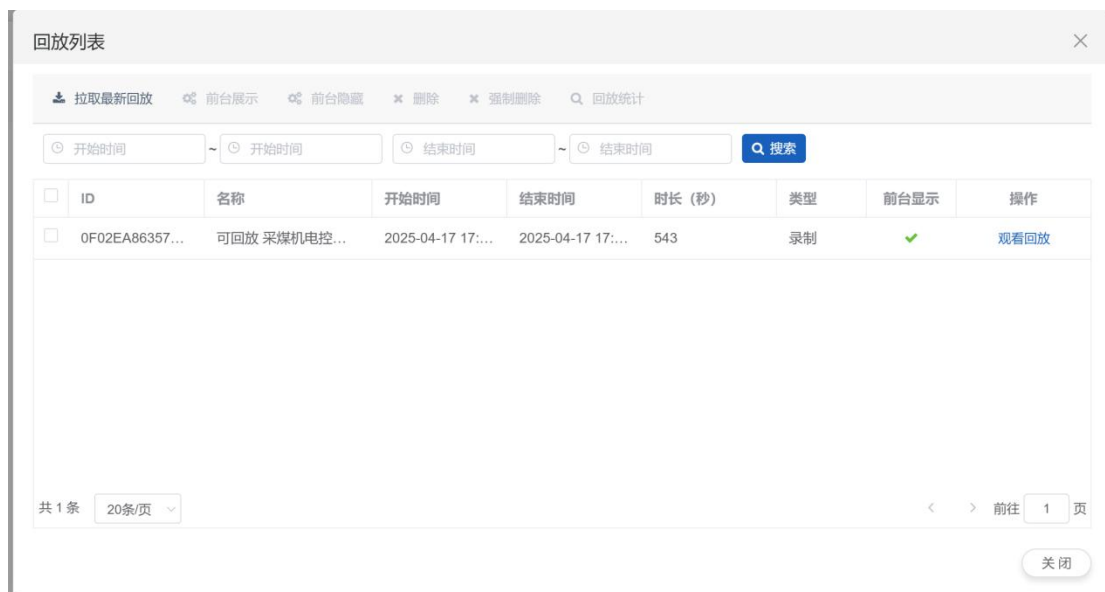 回放列表
拉取最新回放 前台展示 前台隐藏 删除 强制删除 回放统计
开始时间 ~ 开始时间 结束时间 ~ 结束时间 搜索
ID 名称 开始时间 结束时间 时长（秒） 类型 前台显示 操作
0F02EA86357... 可回放 采煤机电控... 2025-04-17 17:... 2025-04-17 17:... 543 录制 观看回放
共 1 条 20条/页 前往 1 页
关闭